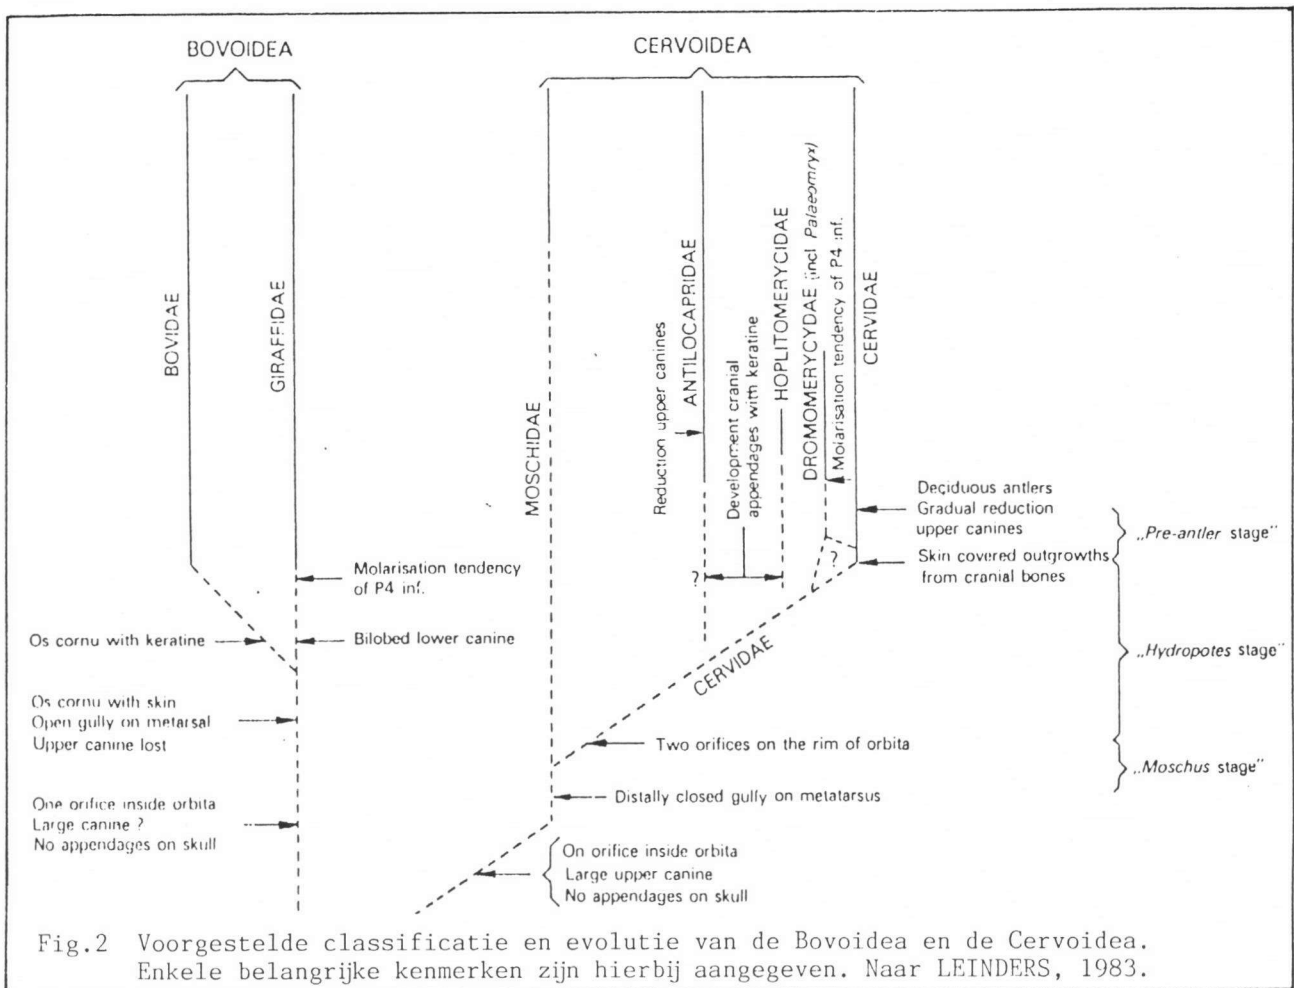 BOVOIDEA
CERVOIDEA
BOVIDAE
GIRAFFIDAE
MOSCHIDAE
Reduction upper canines
ANTILOCAPRIDAE
Development cranial
appendages with keratine
HOPLITOMERYCIDAE
DROMOMERYCYDAE (incl Palaeomryx)
Molarisation tendency of P4 inf.
CERVIDAE
Deciduous antlers
Gradual reduction
upper canines
„Pre-antler stage"
?
?
Skin covered outgrowths
from cranial bones
Molarisation tendency
of P4 inf.
Os cornu with keratine
Bilobed lower canine
CERVIDAE
„Hydropotes stage"
Os cornu with skin
Open gully on metatarsal
Upper canine lost
Two orifices on the rim of orbita
„Moschus stage"
Distally closed gully on metatarsus
One orifice inside orbita
Large canine ?
No appendages on skull
On orifice inside orbita
Large upper canine
No appendages on skull
Fig.2 Voorgestelde classificatie en evolutie van de Bovoidea en de Cervoidea.
Enkele belangrijke kenmerken zijn hierbij aangegeven. Naar LEINDERS, 1983.